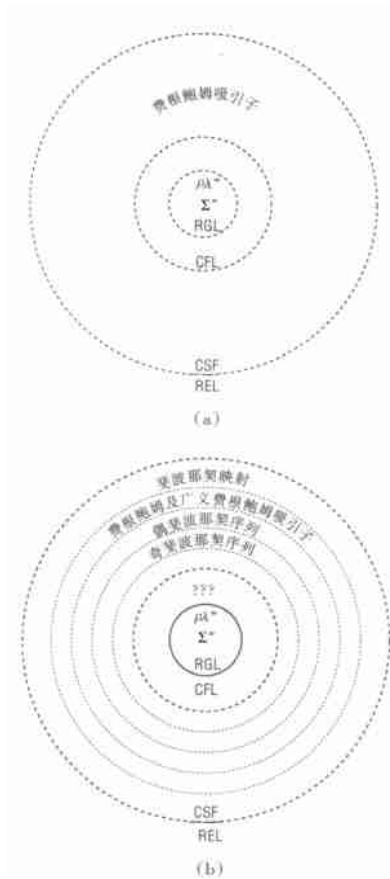 费根鲍姆吸引子
ρλ∞
Σ∞
RGL
CFL
CSF
REL
(a)
斐波那契映射
费根鲍姆及广义费根鲍姆吸引子
偶斐波那契序列
奇斐波那契序列
???
ρλ∞
Σ∞
RGL
CFL
CSF
REL
(b)